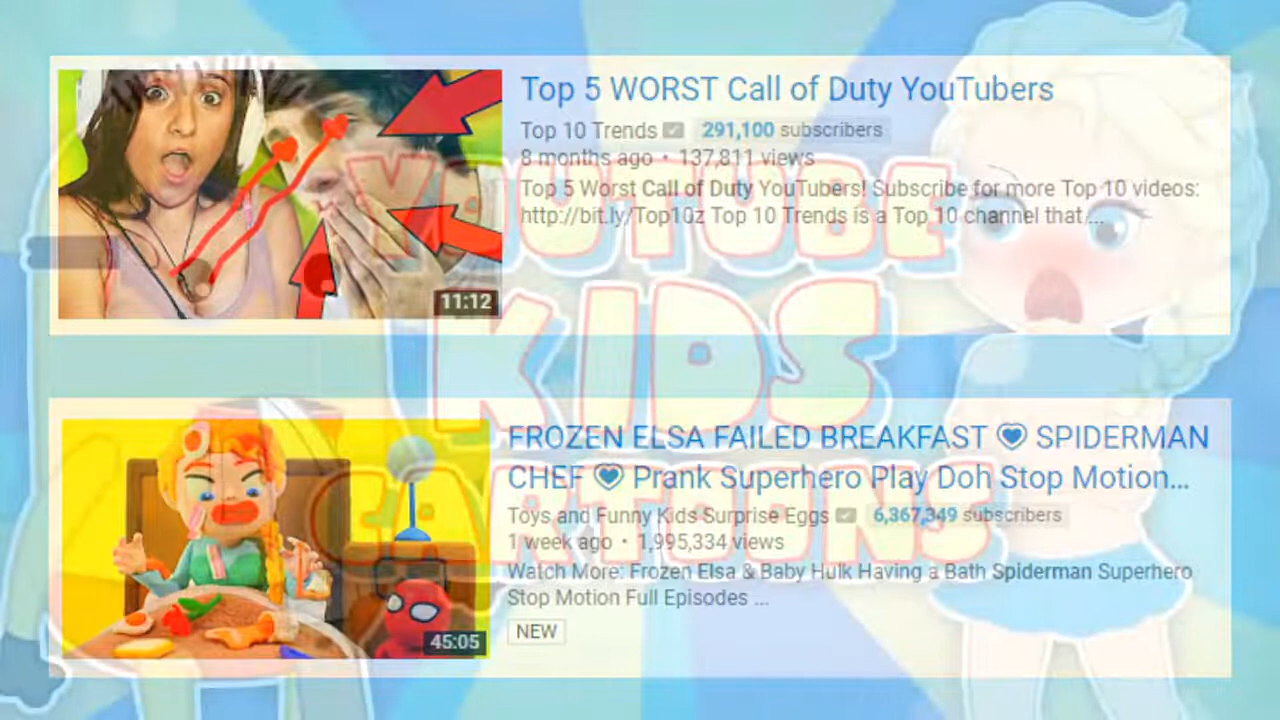 Top 5 WORST Call of Duty YouTubers
Top 10 Trends 291,100 subscribers
8 months ago • 137,811 views
Top 5 Worst Call of Duty YouTubers! Subscribe for more Top 10 videos:
http://bit.ly/Top10z Top 10 Trends is a Top 10 channel that....
11:12
YOUTUBE
KIDS
CARTOONS
FROZEN ELSA FAILED BREAKFAST 💙 SPIDERMAN
CHEF 💙 Prank Superhero Play Doh Stop Motion...
Toys and Funny Kids Surprise Eggs 6,367,349 subscribers
1 week ago • 1,995,334 views
Watch More: Frozen Elsa & Baby Hulk Having a Bath Spiderman Superhero
Stop Motion Full Episodes ...
NEW
45:05